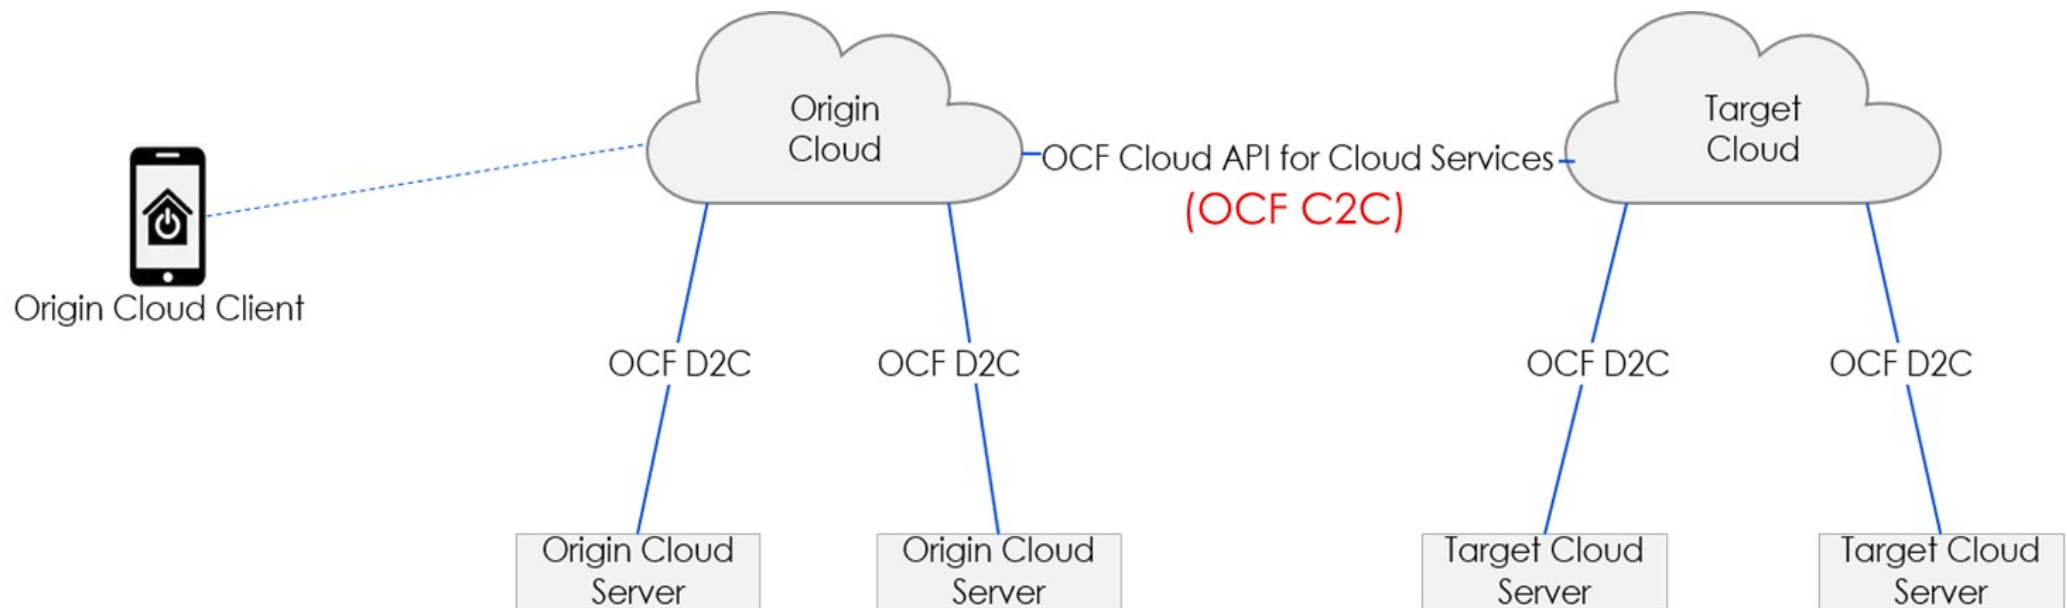 Origin
Cloud
Target
Cloud
OCF Cloud API for Cloud Services
(OCF C2C)
Origin Cloud Client
OCF D2C
OCF D2C
OCF D2C
OCF D2C
Origin Cloud
Server
Origin Cloud
Server
Target Cloud
Server
Target Cloud
Server